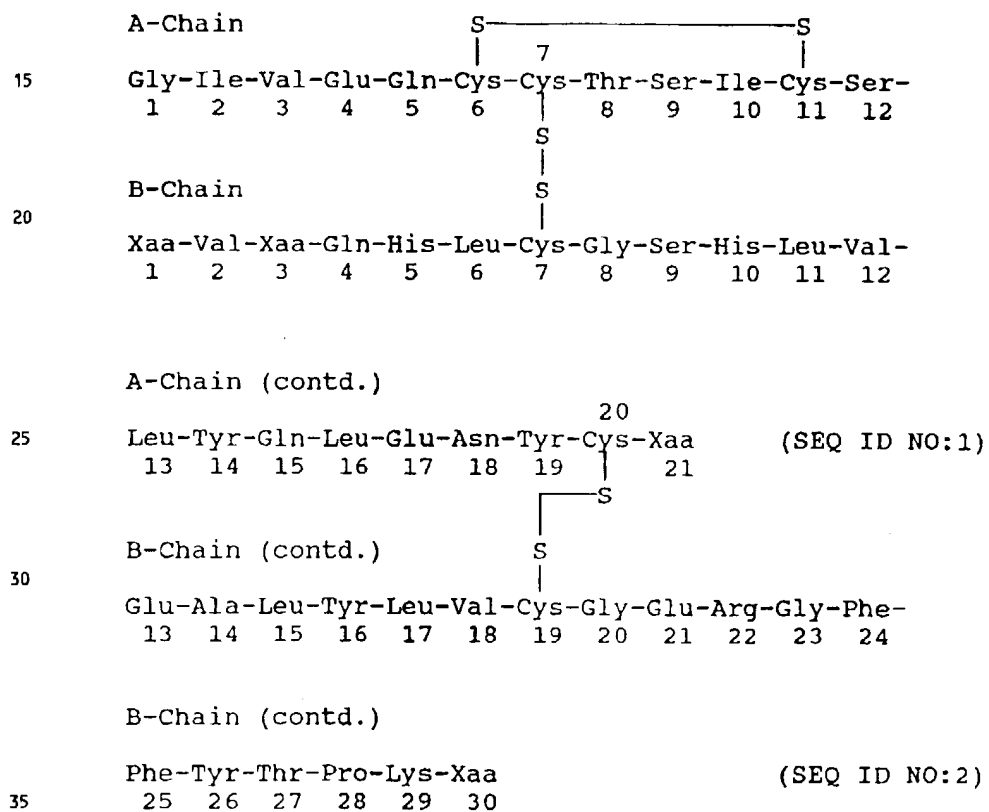 A-Chain S S
7
15 Gly-Ile-Val-Glu-Gln-Cys-Cys-Thr-Ser-Ile-Cys-Ser-
1 2 3 4 5 6 8 9 10 11 12
S
S
B-Chain
20
Xaa-Val-Xaa-Gln-His-Leu-Cys-Gly-Ser-His-Leu-Val-
1 2 3 4 5 6 7 8 9 10 11 12
A-Chain (contd.)
20
25 Leu-Tyr-Gln-Leu-Glu-Asn-Tyr-Cys-Xaa (SEQ ID NO:1)
13 14 15 16 17 18 19 21
S
B-Chain (contd.) S
30
Glu-Ala-Leu-Tyr-Leu-Val-Cys-Gly-Glu-Arg-Gly-Phe-
13 14 15 16 17 18 19 20 21 22 23 24
B-Chain (contd.)
Phe-Tyr-Thr-Pro-Lys-Xaa (SEQ ID NO:2)
35 25 26 27 28 29 30